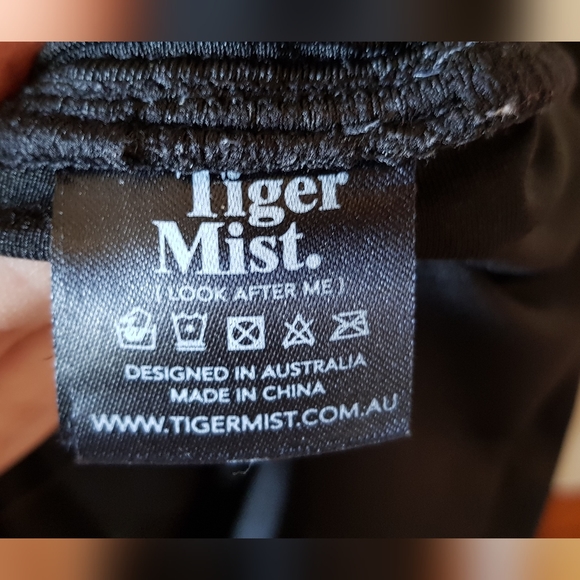 Tiger
Mist.
[LOOK AFTER ME]
DESIGNED IN AUSTRALIA
MADE IN CHINA
WWW.TIGERMIST.COM.AU